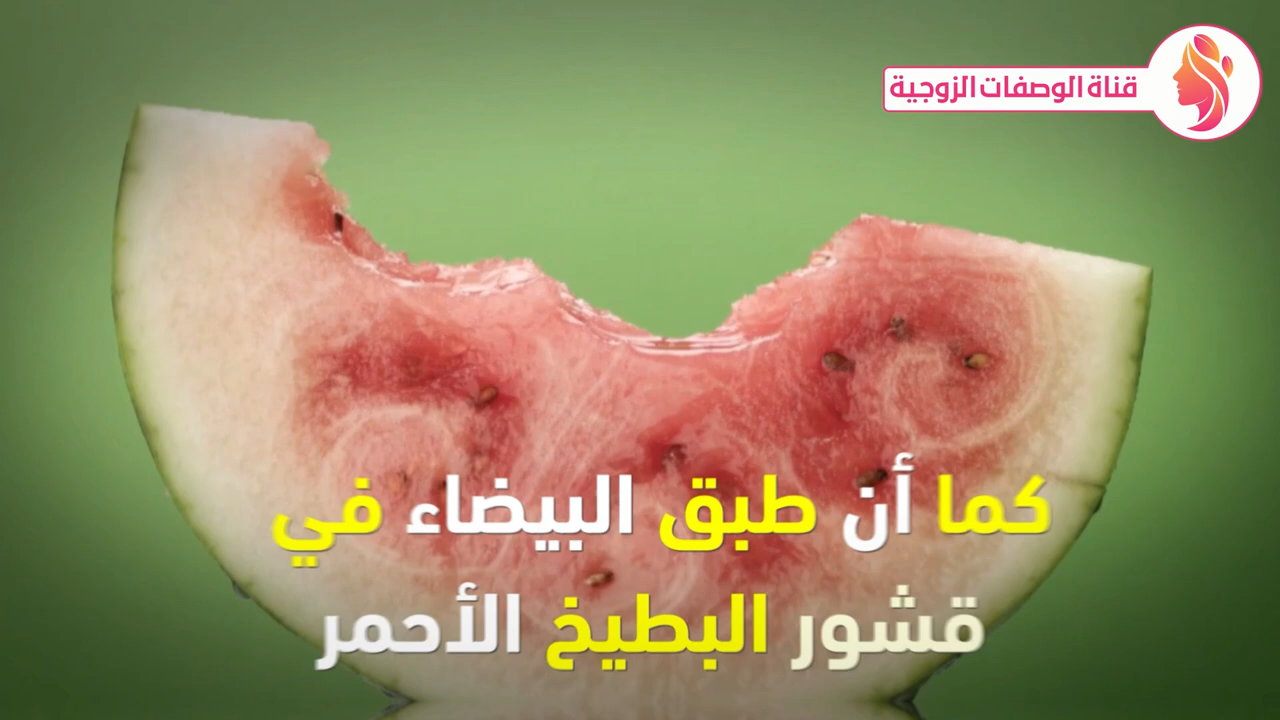 قناة الوصفات الزوجية
كما أن طبق البيضاء في
قشور البطيخ الأحمر